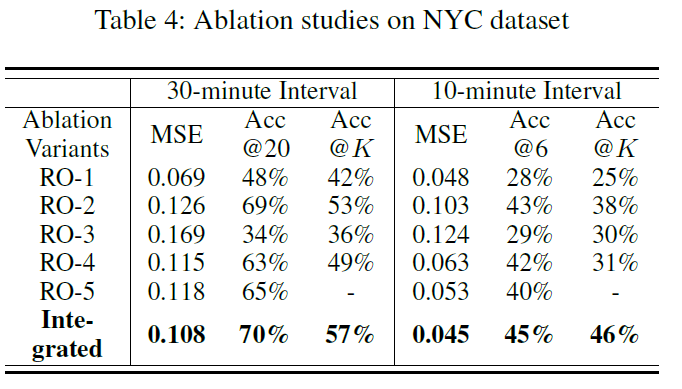 Table 4: Ablation studies on NYC dataset
30-minute Interval 10-minute Interval
Ablation Variants MSE Acc @20 Acc @K MSE Acc @6 Acc @K
RO-1 0.069 48% 42% 0.048 28% 25%
RO-2 0.126 69% 53% 0.103 43% 38%
RO-3 0.169 34% 36% 0.124 29% 30%
RO-4 0.115 63% 49% 0.063 42% 31%
RO-5 0.118 65% - 0.053 40% -
Inte-
grated 0.108 70% 57% 0.045 45% 46%